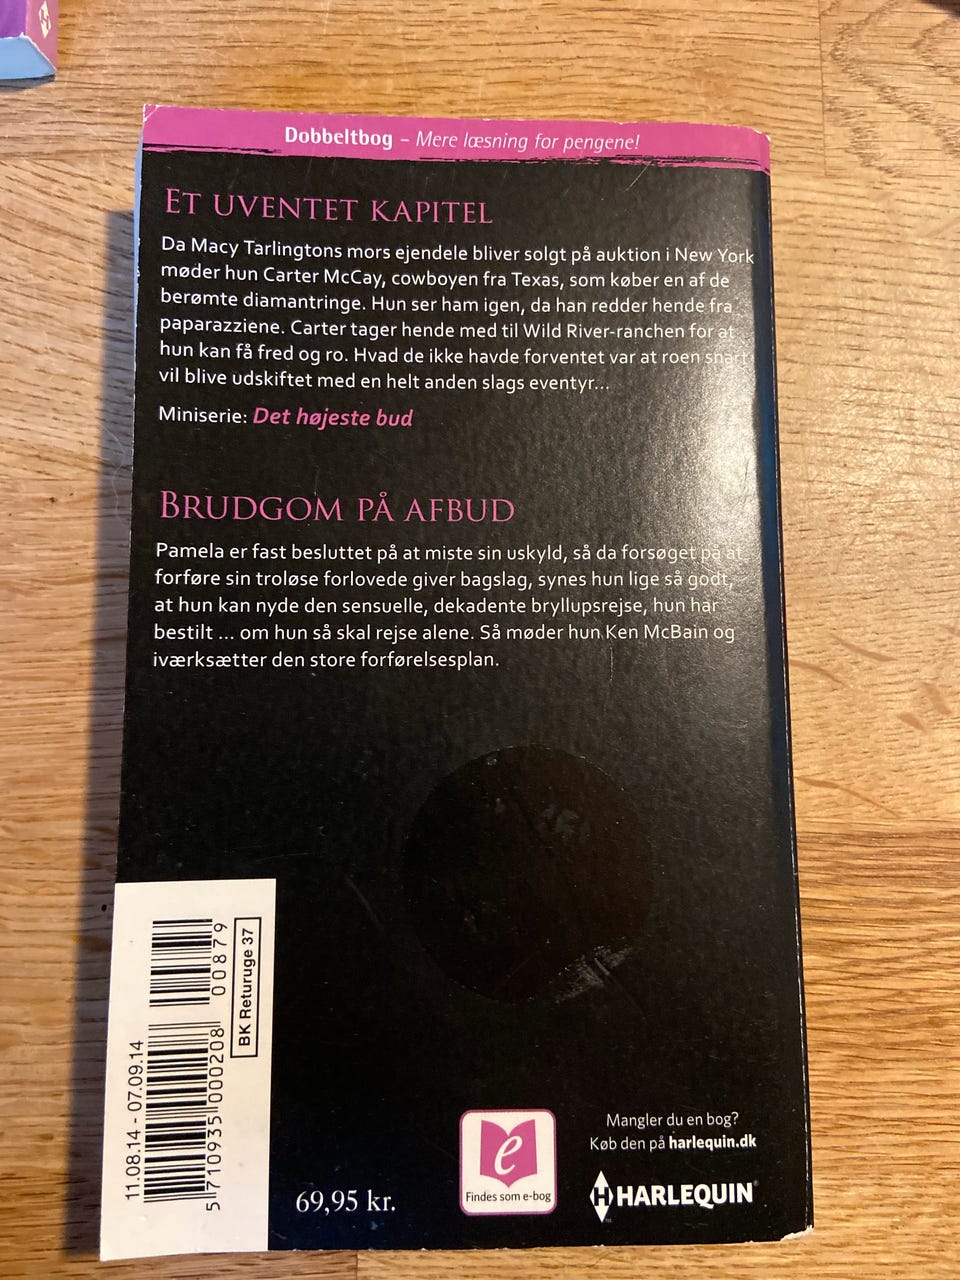 Dobbeltbog – Mere læsning for pengene!
ET UVENTET KAPITEL
Da Macy Tarlingtons mors ejendele bliver solgt på auktion i New York
møder hun Carter McCay, cowboyen fra Texas, som køber en af de
berømte diamantringe. Hun ser ham igen, da han redder hende fra
paparazziene. Carter tager hende med til Wild River-ranchen for at
hun kan få fred og ro. Hvad de ikke havde forventet var at roen snart
vil blive udskiftet med en helt anden slags eventyr...
Miniserie: Det højeste bud
BRUDGOM PÅ AFBUD
Pamela er fast besluttet på at miste sin uskyld, så da forsøget på at
forføre sin troløse forlovede giver bagslag, synes hun lige så godt,
at hun kan nyde den sensuelle, dekadente bryllupsrejse, hun har
bestilt ... om hun så skal rejse alene. Så møder hun Ken McBain og
iværksætter den store forførelsesplan.
11.08.14 - 07.09.14
5 710935 000208
00879
BK Returuge 37
69,95 kr.
e
Findes som e-bog
Mangler du en bog?
Køb den på harlequin.dk
H HARLEQUIN®